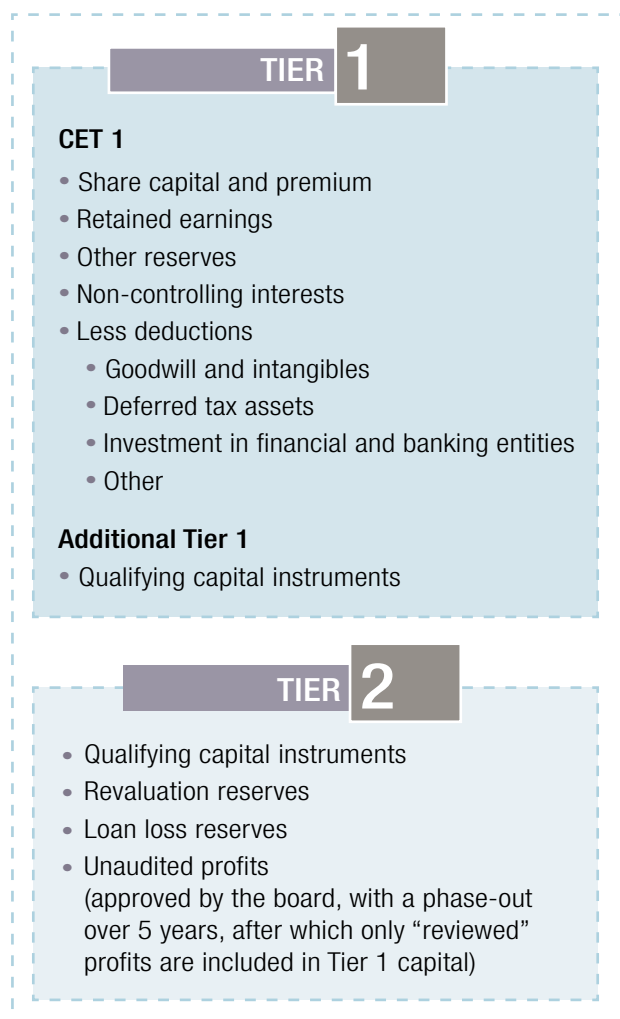 TIER 1
CET 1
• Share capital and premium
• Retained earnings
• Other reserves
• Non-controlling interests
• Less deductions
• Goodwill and intangibles
• Deferred tax assets
• Investment in financial and banking entities
• Other
Additional Tier 1
• Qualifying capital instruments
TIER 2
• Qualifying capital instruments
• Revaluation reserves
• Loan loss reserves
• Unaudited profits
(approved by the board, with a phase-out
over 5 years, after which only “reviewed”
profits are included in Tier 1 capital)